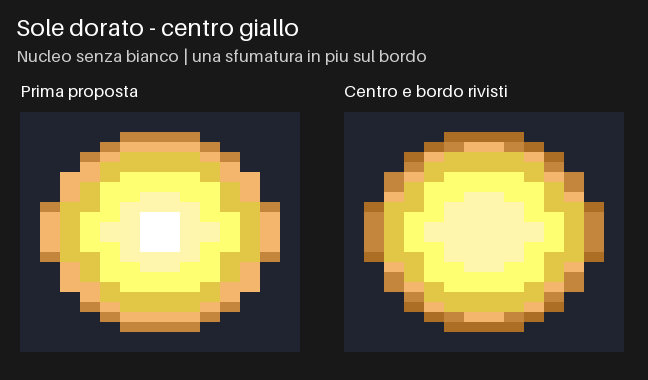 Sole dorato - centro giallo
Nucleo senza bianco | una sfumatura in piu sul bordo
Prima proposta
Centro e bordo rivisti